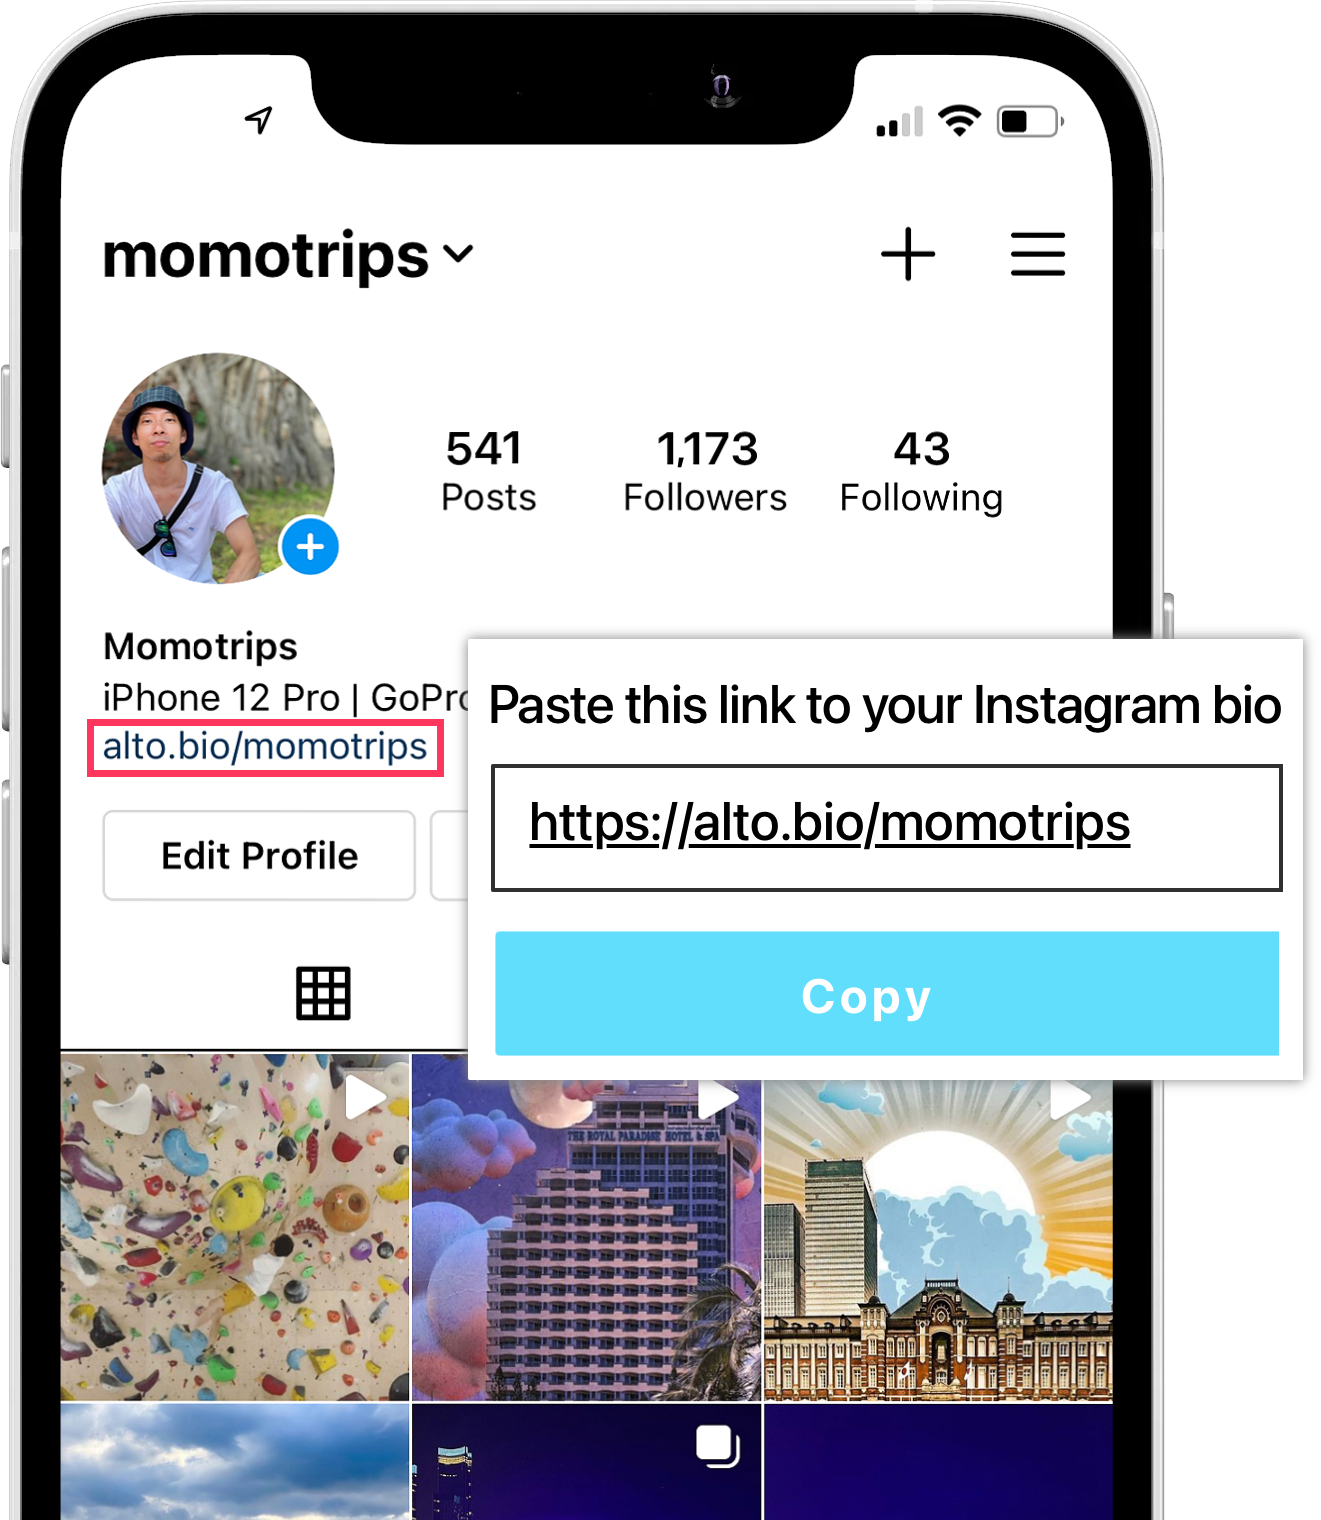 momotrips
541
Posts
1,173
Followers
43
Following
Momotrips
iPhone 12 Pro | GoPro
alto.bio/momotrips
Edit Profile
Paste this link to your Instagram bio
https://alto.bio/momotrips
Copy
THE ROYAL PARADISE HOTEL & SPA